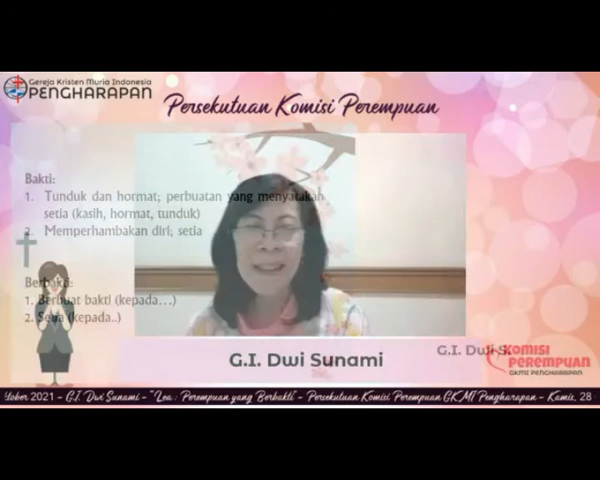 Gereja Kristen Muria Indonesia
PENGHARAPAN
Persekutuan Komisi Perempuan
Bakti:
1. Tunduk dan hormat; perbuatan yang menyatakan
setia (kasih, hormat, tunduk)
2. Memperhambakan diri; setia
Berbakti:
1. Berbuat bakti (kepada...)
2. Setia (kepada..)
G.I. Dwi Sunami
G.I. Dwi S
KOMISI
PEREMPUAN
GKMI PENGHARAPAN
ktober 2021 - G.I. Dwi Sunami - "Lea : Perempuan yang Berbakti" - Persekutuan Komisi Perempuan GKMI Pengharapan - Kamis, 28